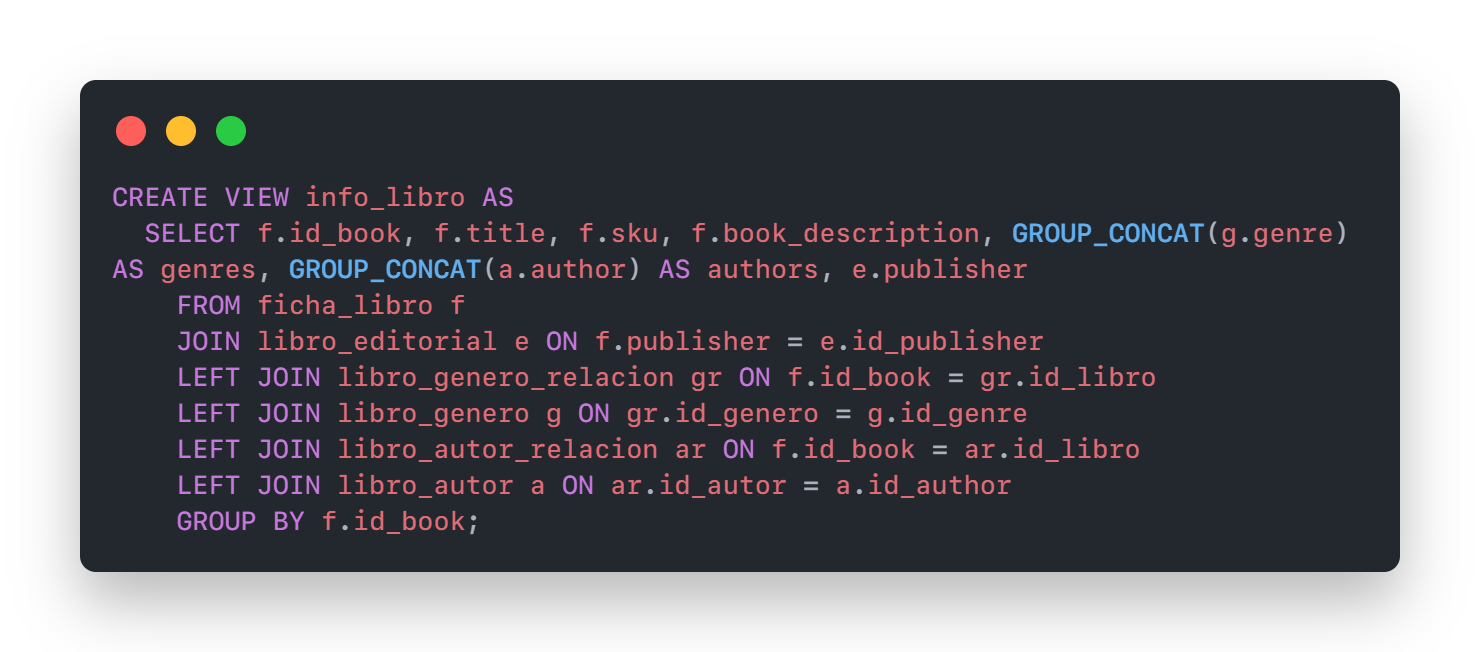 CREATE VIEW info_libro AS
  SELECT f.id_book, f.title, f.sku, f.book_description, GROUP_CONCAT(g.genre)
AS genres, GROUP_CONCAT(a.author) AS authors, e.publisher
    FROM ficha_libro f
    JOIN libro_editorial e ON f.publisher = e.id_publisher
    LEFT JOIN libro_genero_relacion gr ON f.id_book = gr.id_libro
    LEFT JOIN libro_genero g ON gr.id_genero = g.id_genre
    LEFT JOIN libro_autor_relacion ar ON f.id_book = ar.id_libro
    LEFT JOIN libro_autor a ON ar.id_autor = a.id_author
    GROUP BY f.id_book;